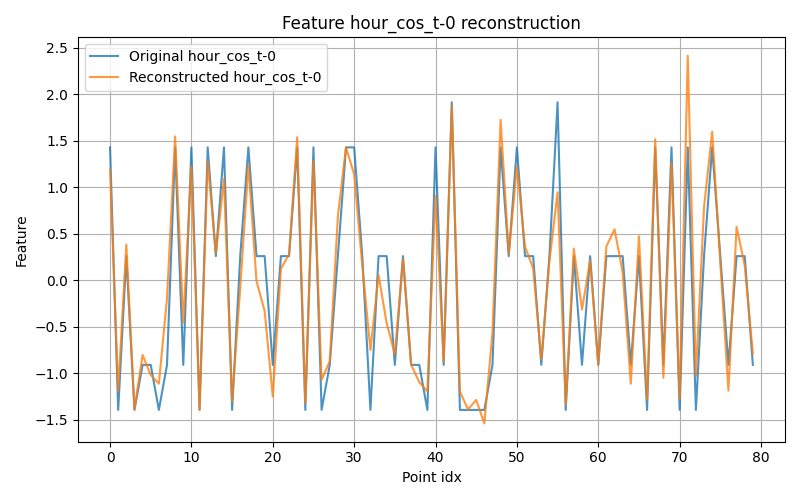 Feature hour_cos_t-0 reconstruction
Original hour_cos_t-0
Reconstructed hour_cos_t-0
Feature
2.5
2.0
1.5
1.0
0.5
0.0
−0.5
−1.0
−1.5
0 10 20 30 40 50 60 70 80
Point idx